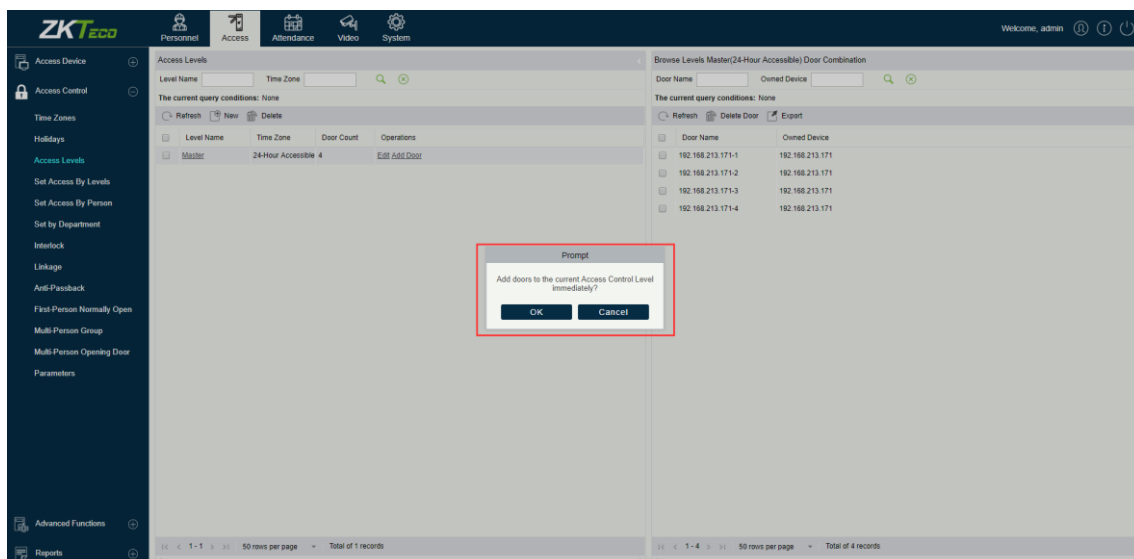 ZKTeco
Personnel
Access
Attendance
Video
System
Welcome, admin
Access Device
Access Control
Time Zones
Holidays
Access Levels
Set Access By Levels
Set Access By Person
Set by Department
Interlock
Linkage
Anti-Passback
First-Person Normally Open
Multi-Person Group
Multi-Person Opening Door
Parameters
Advanced Functions
Reports
Access Levels
Level Name Time Zone
The current query conditions: None
Refresh New Delete
Level Name Time Zone Door Count Operations
Master 24-Hour Accessible 4 Edit Add Door
1-1 50 rows per page Total of 1 records
Browse Levels Master(24-Hour Accessible) Door Combination
Door Name Owned Device
The current query conditions: None
Refresh Delete Door Export
Door Name Owned Device
192.168.213.171-1 192.168.213.171
192.168.213.171-2 192.168.213.171
192.168.213.171-3 192.168.213.171
192.168.213.171-4 192.168.213.171
1-4 50 rows per page Total of 4 records
Prompt
Add doors to the current Access Control Level
immediately?
OK Cancel